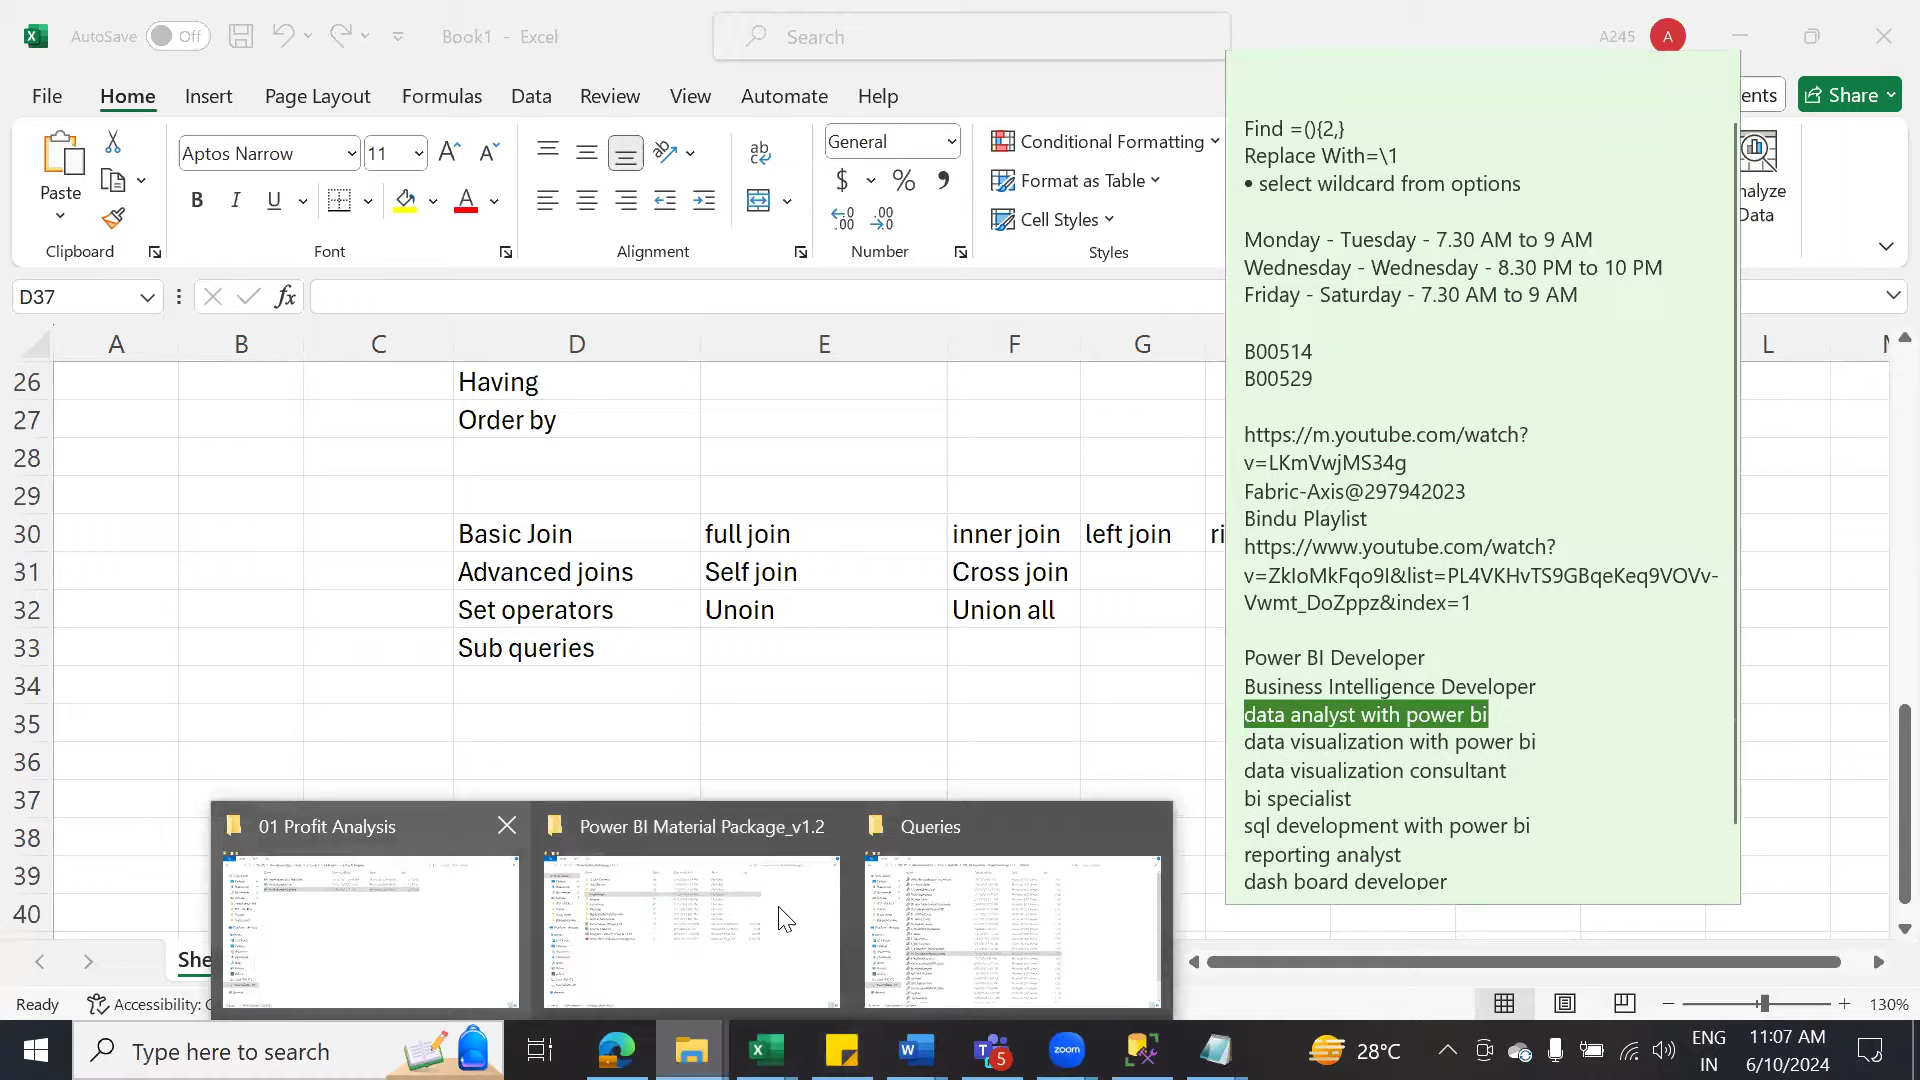 AutoSave Off Book1 - Excel Search A245 A
File Home Insert Page Layout Formulas Data Review View Automate Help ents Share
Paste Aptos Narrow 11 General Conditional Formatting
Format as Table
Cell Styles
nalyze
Data
Clipboard Font Alignment Number Styles
D37 fx
A B C D E F G L
26 Having
27 Order by
28
29
30 Basic Join full join inner join left join ri
31 Advanced joins Self join Cross join
32 Set operators Unoin Union all
33 Sub queries
34
35
36
37
38
39
40
Find =(){2,}
Replace With=\1
• select wildcard from options
Monday - Tuesday - 7.30 AM to 9 AM
Wednesday - Wednesday - 8.30 PM to 10 PM
Friday - Saturday - 7.30 AM to 9 AM
B00514
B00529
https://m.youtube.com/watch?
v=LKmVwjMS34g
Fabric-Axis@297942023
Bindu Playlist
https://www.youtube.com/watch?
v=ZkIoMkFqo9I&list=PL4VKHvTS9GBqeKeq9VOVv-
Vwmt_DoZppz&index=1
Power BI Developer
Business Intelligence Developer
data analyst with power bi
data visualization with power bi
data visualization consultant
bi specialist
sql development with power bi
reporting analyst
dash board developer
01 Profit Analysis Power BI Material Package_v1.2 Queries
She
Ready Accessibility: 130%
Type here to search 5 zoom 28°C ENG
IN 11:07 AM
6/10/2024